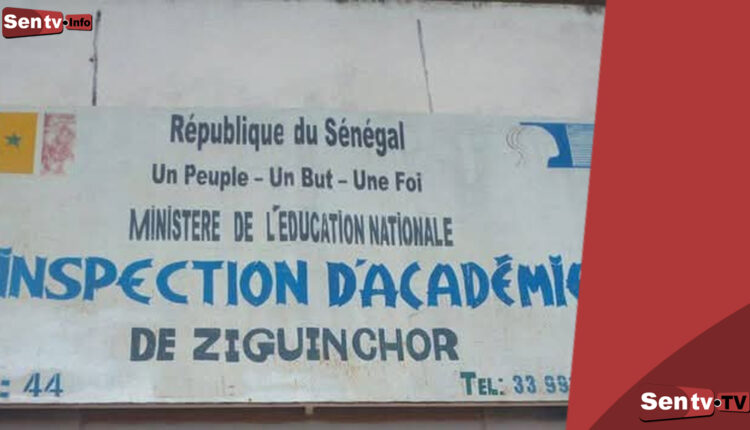 Sentv.Info
République du Sénégal
Un Peuple - Un But - Une Foi
MINISTERE DE L'ÉDUCATION NATIONALE
INSPECTION D'ACADÉMIE
DE ZIGUINCHOR
: 44
TEL: 33 99
Sentv.TV